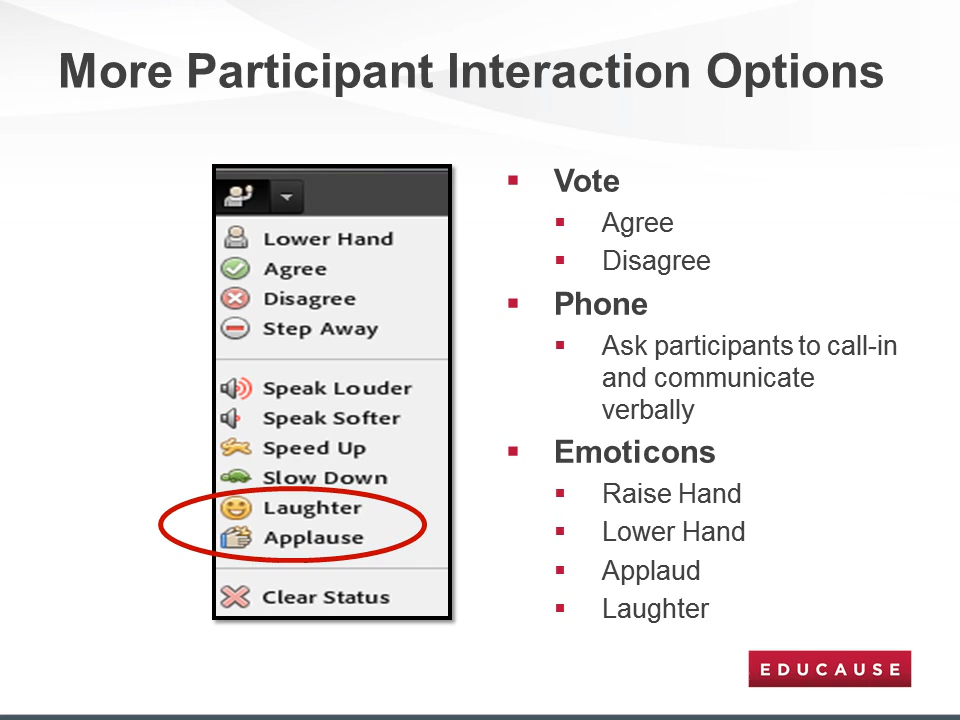 More Participant Interaction Options
Lower Hand
Agree
Disagree
Step Away
Speak Louder
Speak Softer
Speed Up
Slow Down
Laughter
Applause
Clear Status
Vote
Agree
Disagree
Phone
Ask participants to call-in
and communicate
verbally
Emoticons
Raise Hand
Lower Hand
Applaud
Laughter
EDUCAUSE